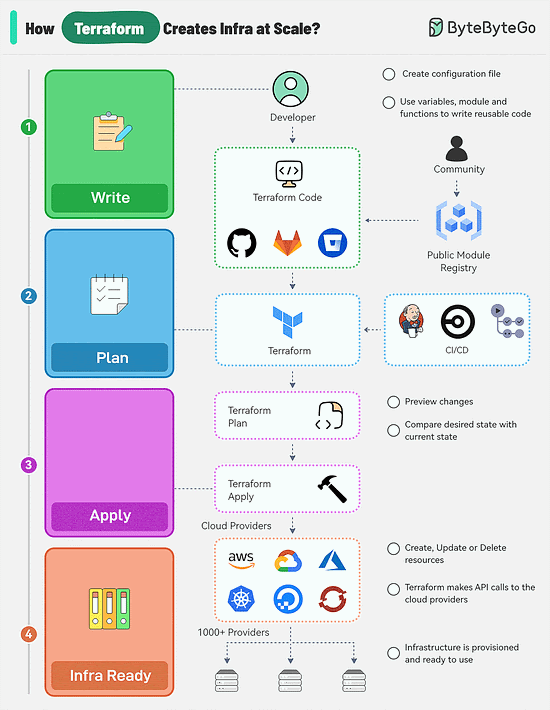 How Terraform Creates Infra at Scale?
ByteByteGo
1
Write
Developer
Create configuration file
Use variables, module and
functions to write reusable code
Terraform Code
Community
Public Module
Registry
2
Plan
Terraform
CI/CD
3
Apply
Terraform
Plan
Preview changes
Compare desired state with
current state
Terraform
Apply
Cloud Providers
4
Infra Ready
aws
Create, Update or Delete
resources
Terraform makes API calls to the
cloud providers
1000+ Providers
Infrastructure is provisioned
and ready to use